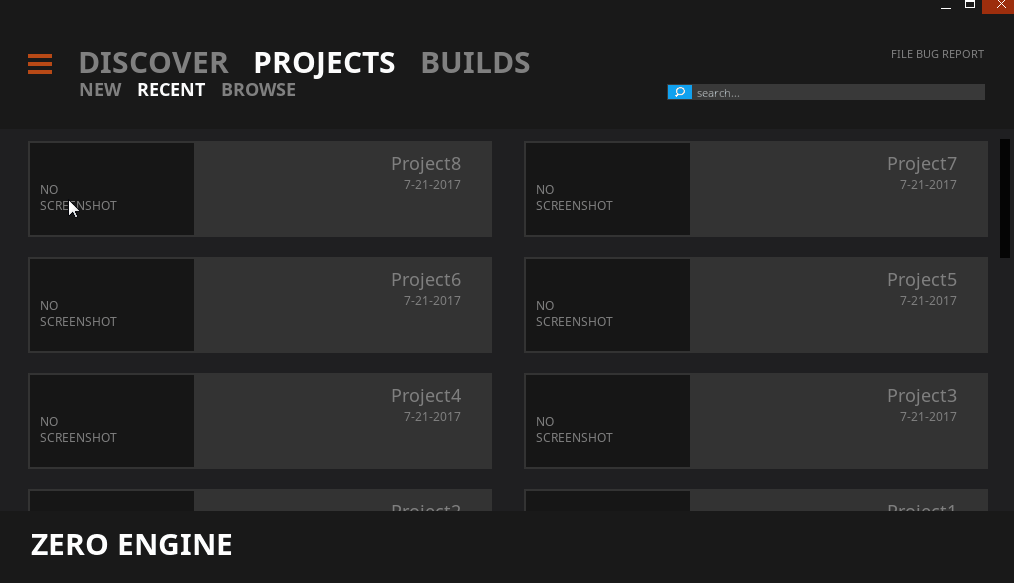 FILE BUG REPORT
DISCOVER PROJECTS BUILDS
NEW RECENT BROWSE
search...
Project8
7-21-2017
NO
SCREENSHOT
Project7
7-21-2017
NO
SCREENSHOT
Project6
7-21-2017
NO
SCREENSHOT
Project5
7-21-2017
NO
SCREENSHOT
Project4
7-21-2017
NO
SCREENSHOT
Project3
7-21-2017
NO
SCREENSHOT
Project2
Project1
ZERO ENGINE